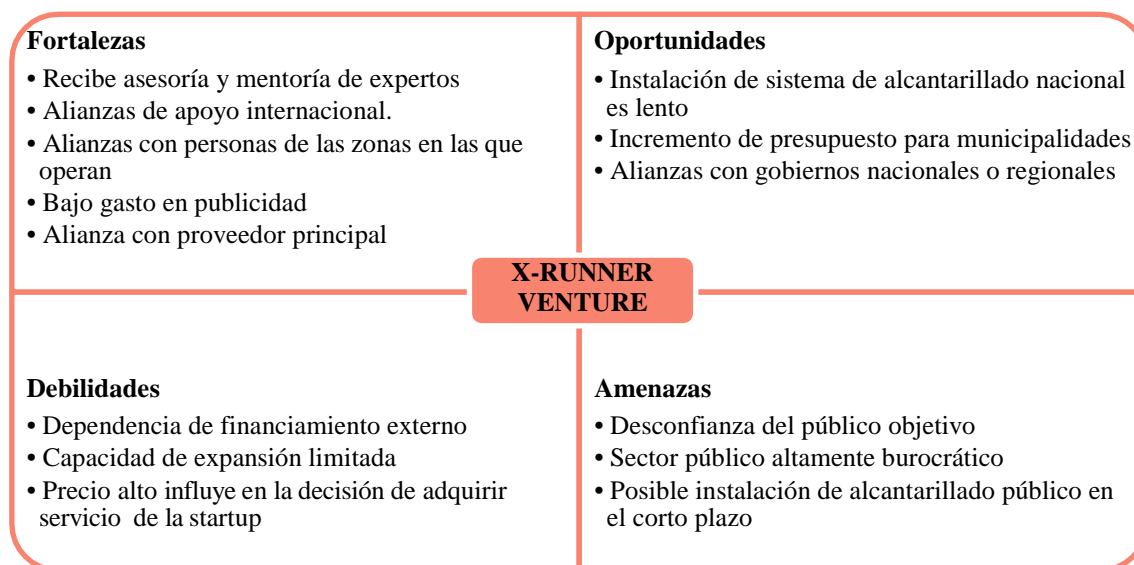 Fortalezas
• Recibe asesoría y mentoría de expertos
• Alianzas de apoyo internacional.
• Alianzas con personas de las zonas en las que
operan
• Bajo gasto en publicidad
• Alianza con proveedor principal
Oportunidades
• Instalación de sistema de alcantarillado nacional
es lento
• Incremento de presupuesto para municipalidades
• Alianzas con gobiernos nacionales o regionales
X-RUNNER
VENTURE
Debilidades
• Dependencia de financiamiento externo
• Capacidad de expansión limitada
• Precio alto influye en la decisión de adquirir
servicio de la startup
Amenazas
• Desconfianza del público objetivo
• Sector público altamente burocrático
• Posible instalación de alcantarillado público en
el corto plazo